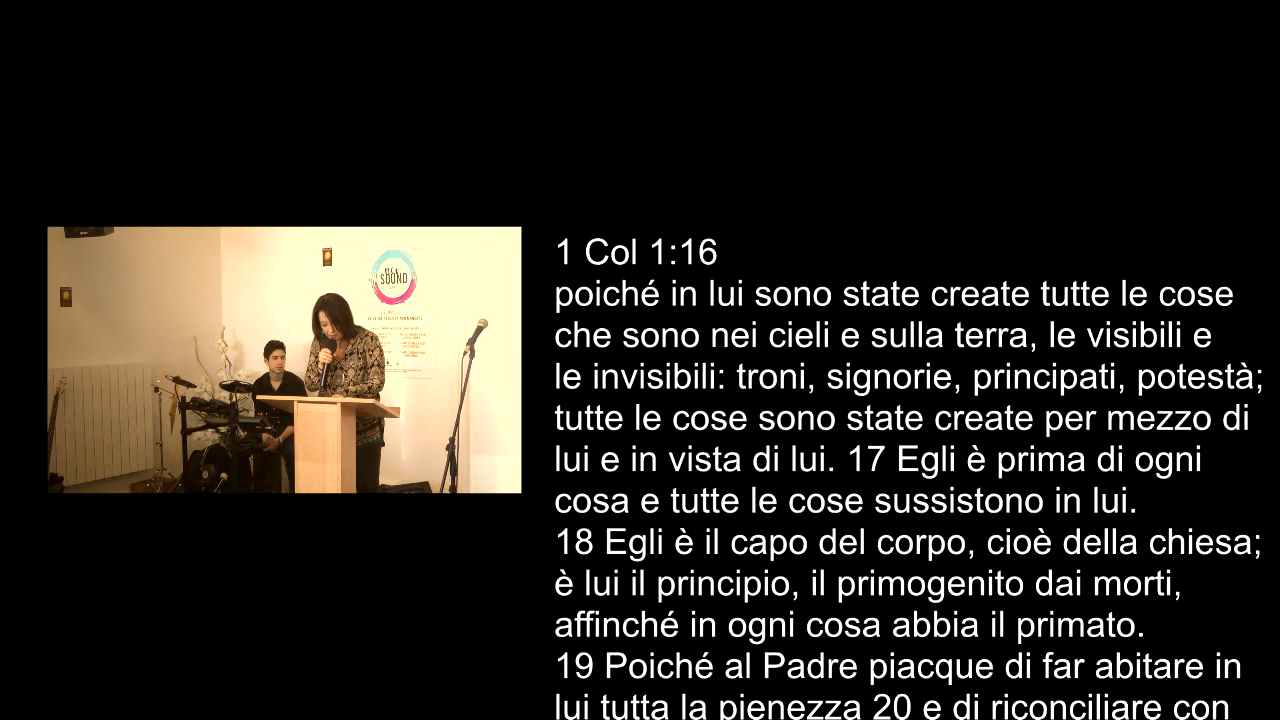 SOUND
1 Col 1:16
poiché in lui sono state create tutte le cose
che sono nei cieli e sulla terra, le visibili e
le invisibili: troni, signorie, principati, potestà;
tutte le cose sono state create per mezzo di
lui e in vista di lui. 17 Egli è prima di ogni
cosa e tutte le cose sussistono in lui.
18 Egli è il capo del corpo, cioè della chiesa;
è lui il principio, il primogenito dai morti,
affinché in ogni cosa abbia il primato.
19 Poiché al Padre piacque di far abitare in
lui tutta la pienezza 20 e di riconciliare con